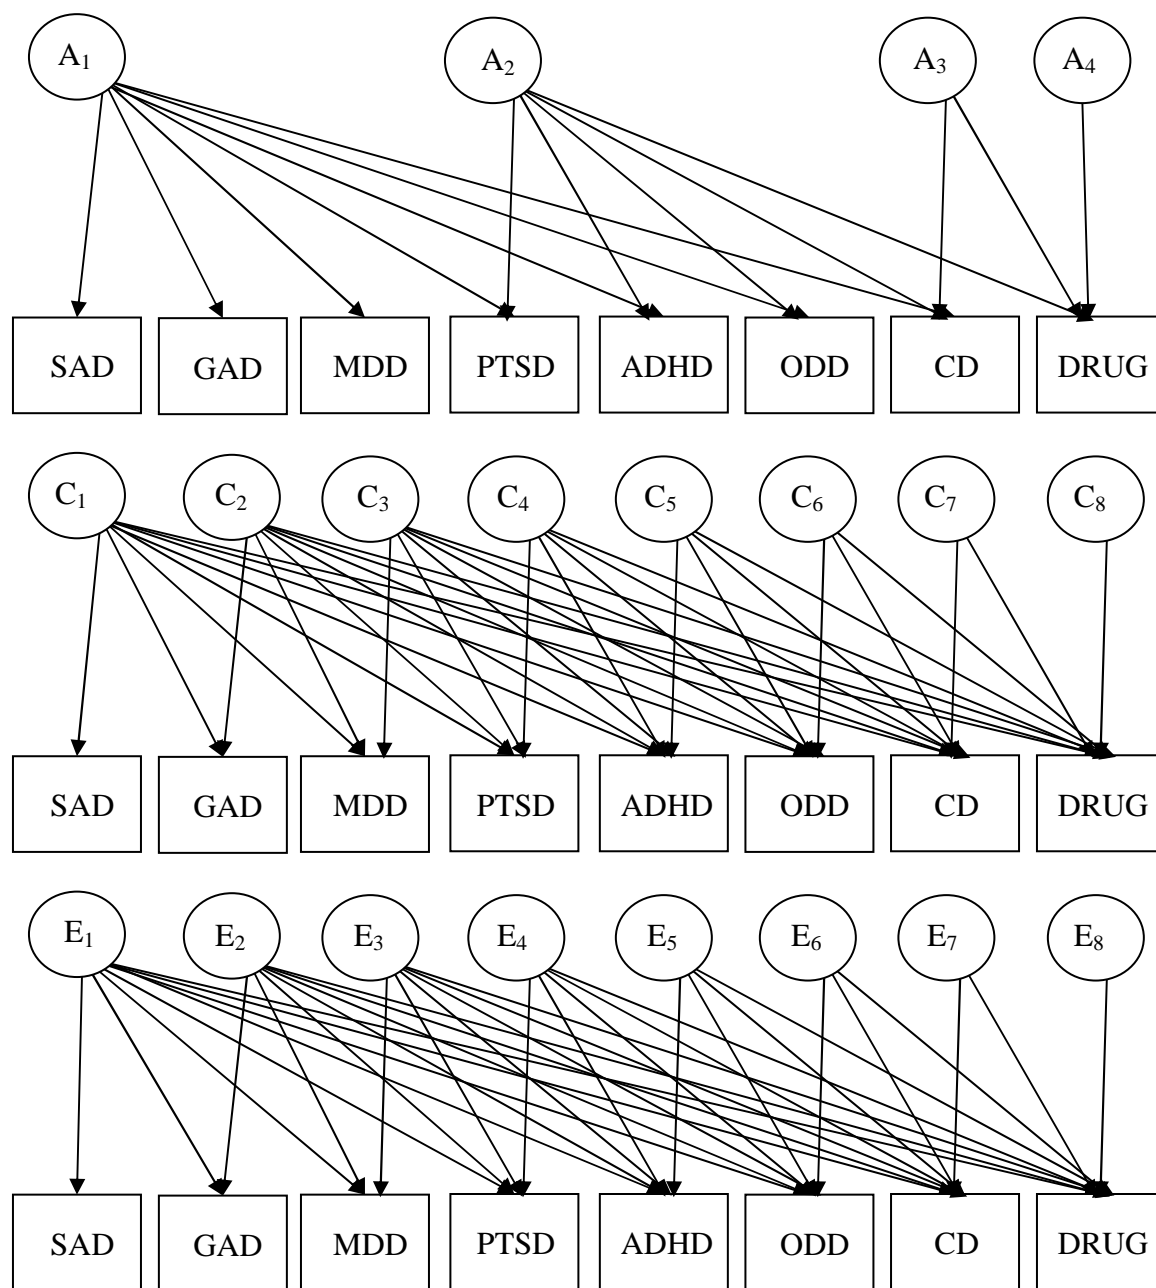 A₁ A₂ A₃ A₄
SAD GAD MDD PTSD ADHD ODD CD DRUG
C₁ C₂ C₃ C₄ C₅ C₆ C₇ C₈
SAD GAD MDD PTSD ADHD ODD CD DRUG
E₁ E₂ E₃ E₄ E₅ E₆ E₇ E₈
SAD GAD MDD PTSD ADHD ODD CD DRUG